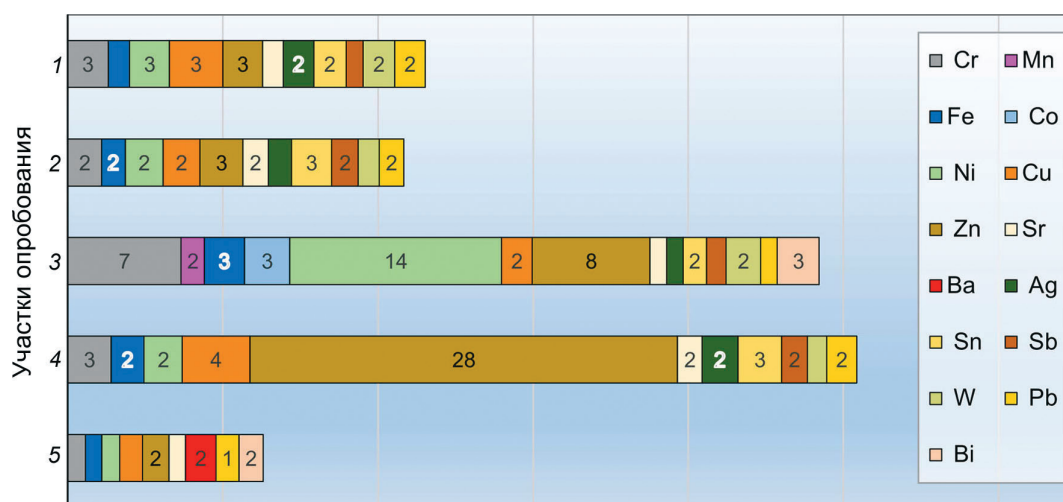 Участки опробования
1 3 3 3 3 2 2 2 2
2 2 2 2 2 3 2 3 2 2
3 7 2 3 3 14 2 8 2 2 3
4 3 2 2 4 28 2 2 3 2 2
5 2 2 1 2
Cr Mn
Fe Co
Ni Cu
Zn Sr
Ba Ag
Sn Sb
W Pb
Bi